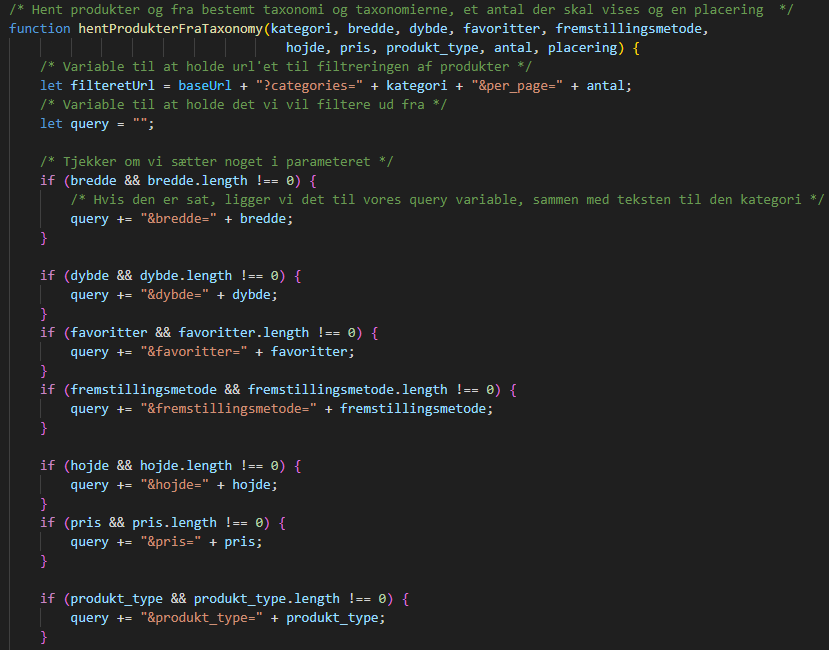 /* Hent produkter og fra bestemt taxonomi og taxonomierne, et antal der skal vises og en placering  */
function hentProdukterFraTaxonomy(kategori, bredde, dybde, favoritter, fremstillingsmetode,
hojde, pris, produkt_type, antal, placering) {
/* Variable til at holde url'et til filtreringen af produkter */
let filteretUrl = baseUrl + "?categories=" + kategori + "&per_page=" + antal;
/* Variable til at holde det vi vil filtere ud fra */
let query = "";
/* Tjekker om vi sætter noget i parameteret */
if (bredde && bredde.length !== 0) {
/* Hvis den er sat, ligger vi det til vores query variable, sammen med teksten til den kategori */
query += "&bredde=" + bredde;
}
if (dybde && dybde.length !== 0) {
query += "&dybde=" + dybde;
}
if (favoritter && favoritter.length !== 0) {
query += "&favoritter=" + favoritter;
}
if (fremstillingsmetode && fremstillingsmetode.length !== 0) {
query += "&fremstillingsmetode=" + fremstillingsmetode;
}
if (hojde && hojde.length !== 0) {
query += "&hojde=" + hojde;
}
if (pris && pris.length !== 0) {
query += "&pris=" + pris;
}
if (produkt_type && produkt_type.length !== 0) {
query += "&produkt_type=" + produkt_type;
}